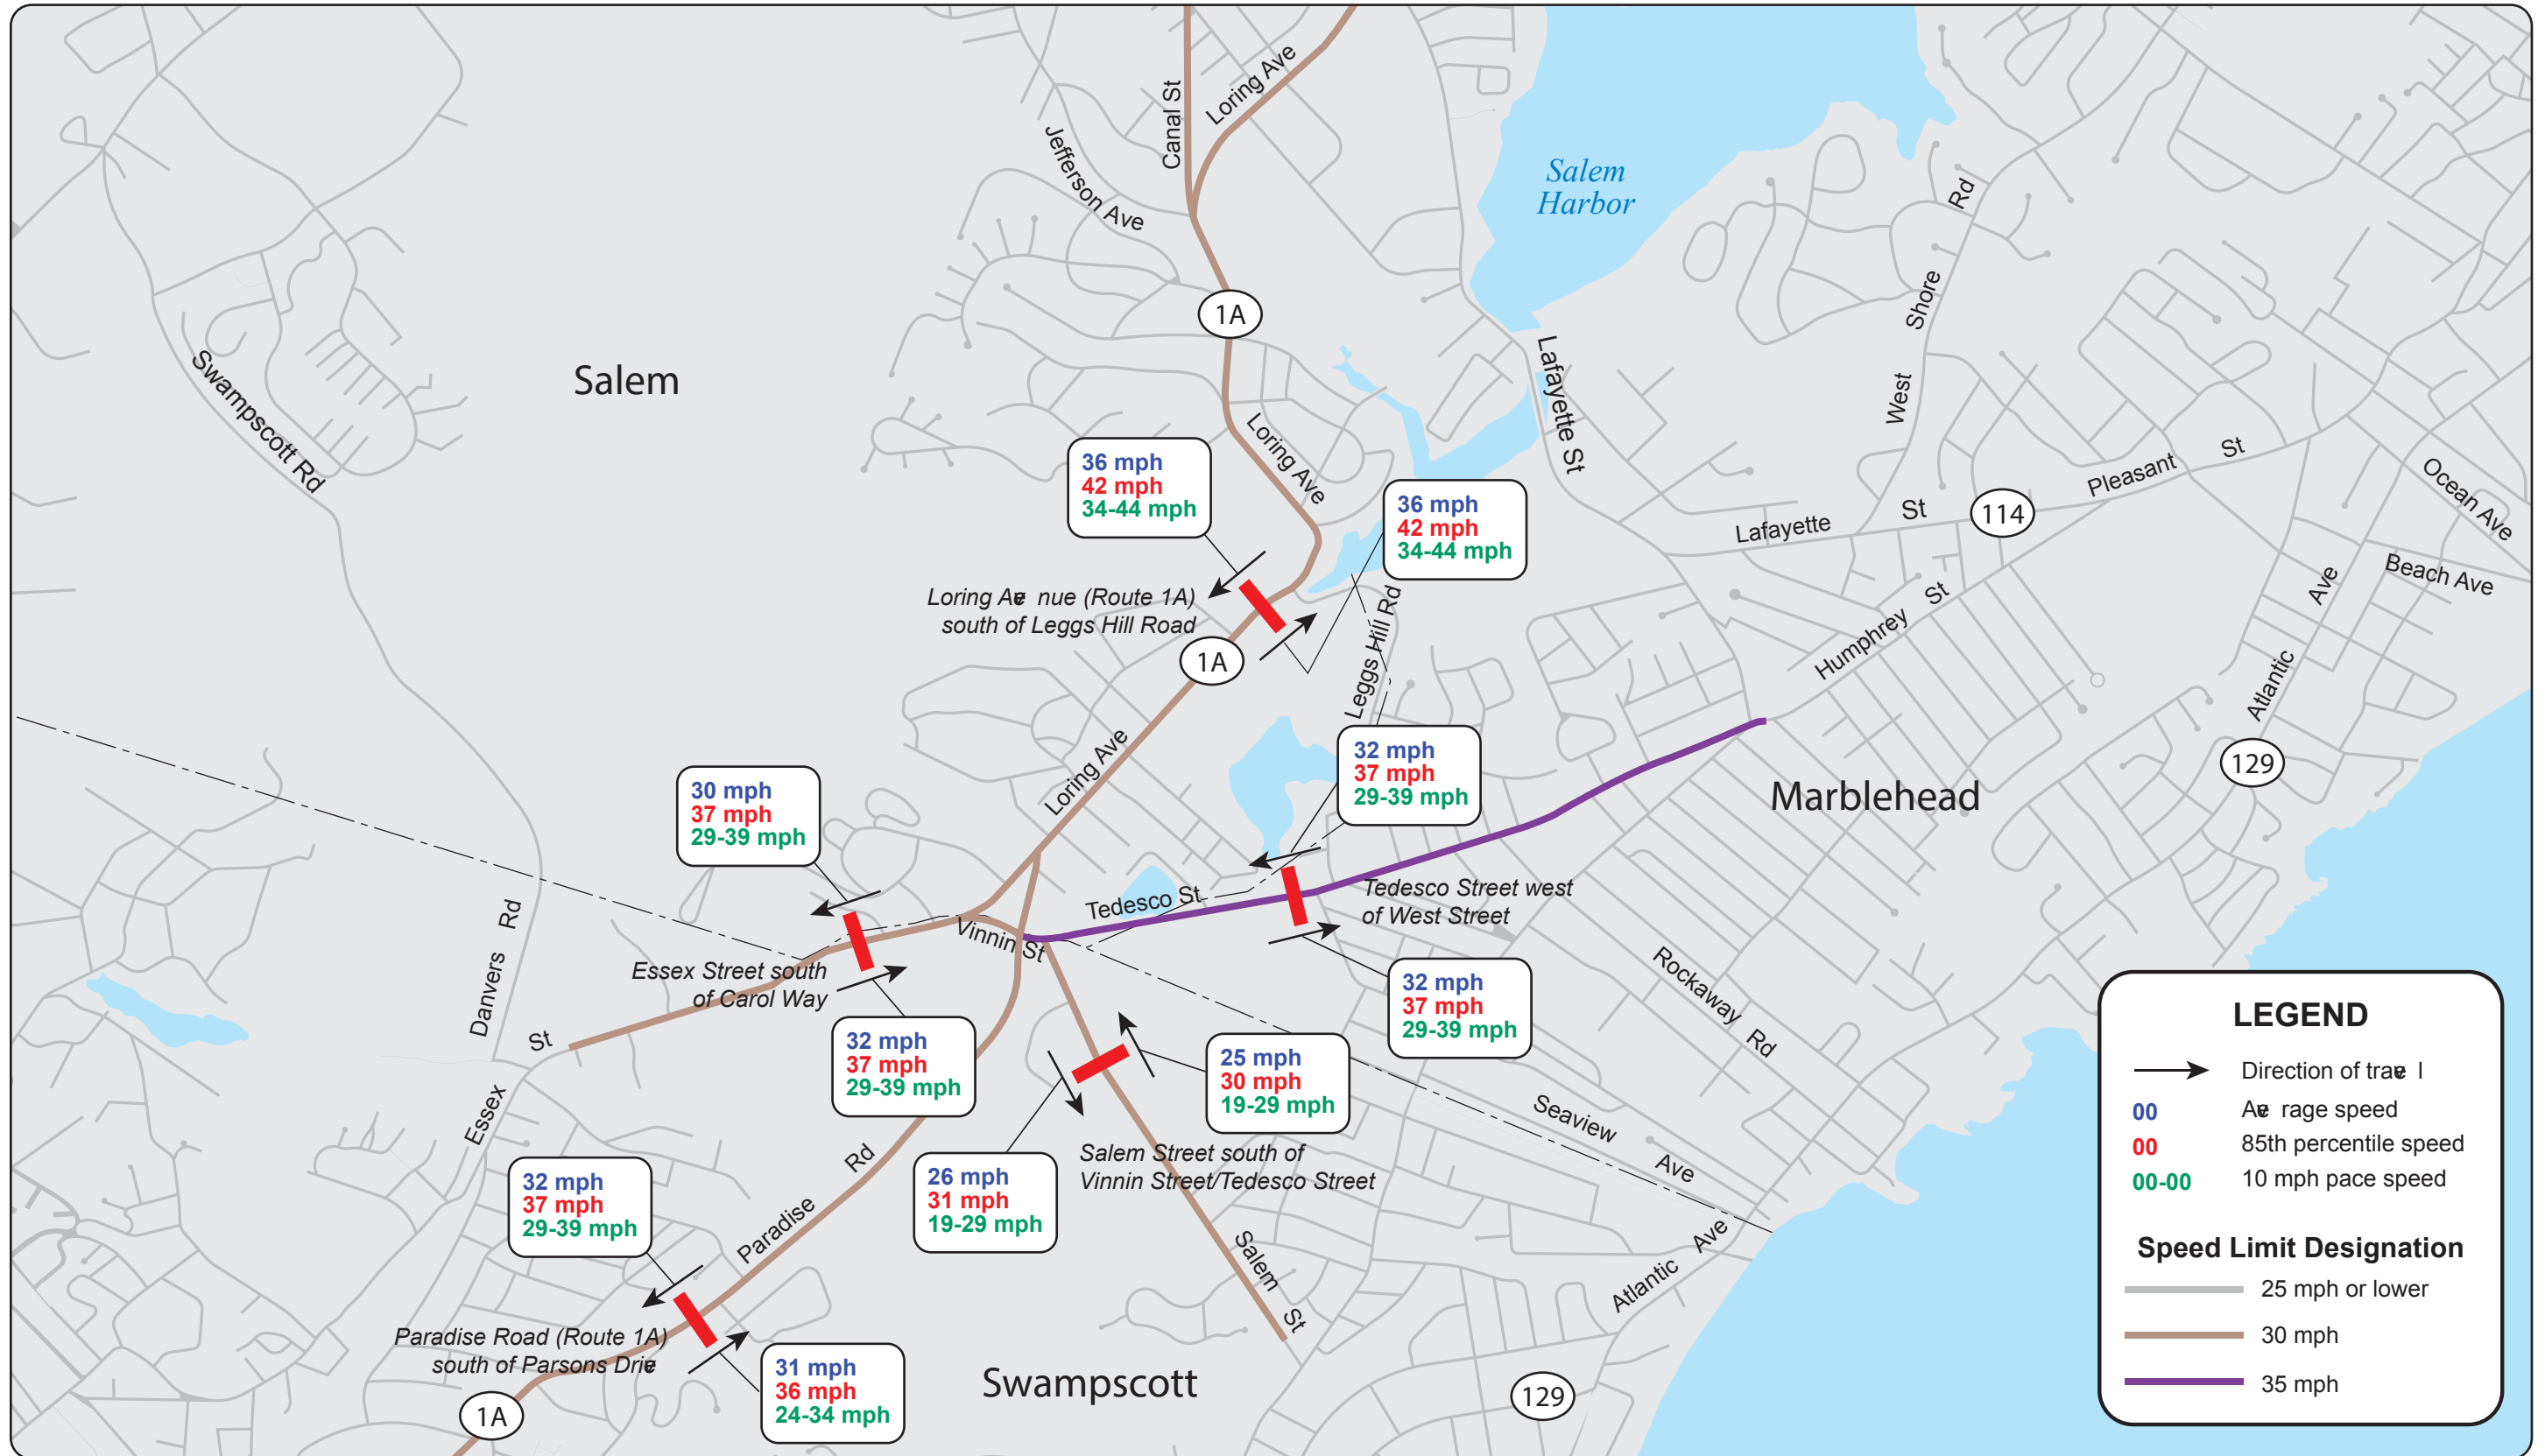 Canal St
Loring Ave
Jefferson Ave
Salem
Harbor
West Shore Rd
1A
Swampscott Rd
Salem
Lafayette St
Loring Ave
36 mph
42 mph
34-44 mph
36 mph
42 mph
34-44 mph
Lafayette St
114
Pleasant St
Ocean Ave
Beach Ave
Loring Ave nue (Route 1A)
south of Leggs Hill Road
1A
Leggs Hill Rd
Humphrey St
Atlantic Ave
129
Loring Ave
32 mph
37 mph
29-39 mph
30 mph
37 mph
29-39 mph
Marblehead
Tedesco St
Tedesco Street west
of West Street
Vinnin St
Essex Street south
of Carol Way
Danvers Rd
Essex St
32 mph
37 mph
29-39 mph
32 mph
37 mph
29-39 mph
Rockaway Rd
25 mph
30 mph
19-29 mph
Seaview Ave
Salem Street south of
Vinnin Street/Tedesco Street
26 mph
31 mph
19-29 mph
32 mph
37 mph
29-39 mph
Paradise Rd
Salem St
Atlantic Ave
Paradise Road (Route 1A)
south of Parsons Drive
31 mph
36 mph
24-34 mph
Swampscott
1A
129
LEGEND
Direction of trave l
00 Ave rage speed
00 85th percentile speed
00-00 10 mph pace speed
Speed Limit Designation
25 mph or lower
30 mph
35 mph